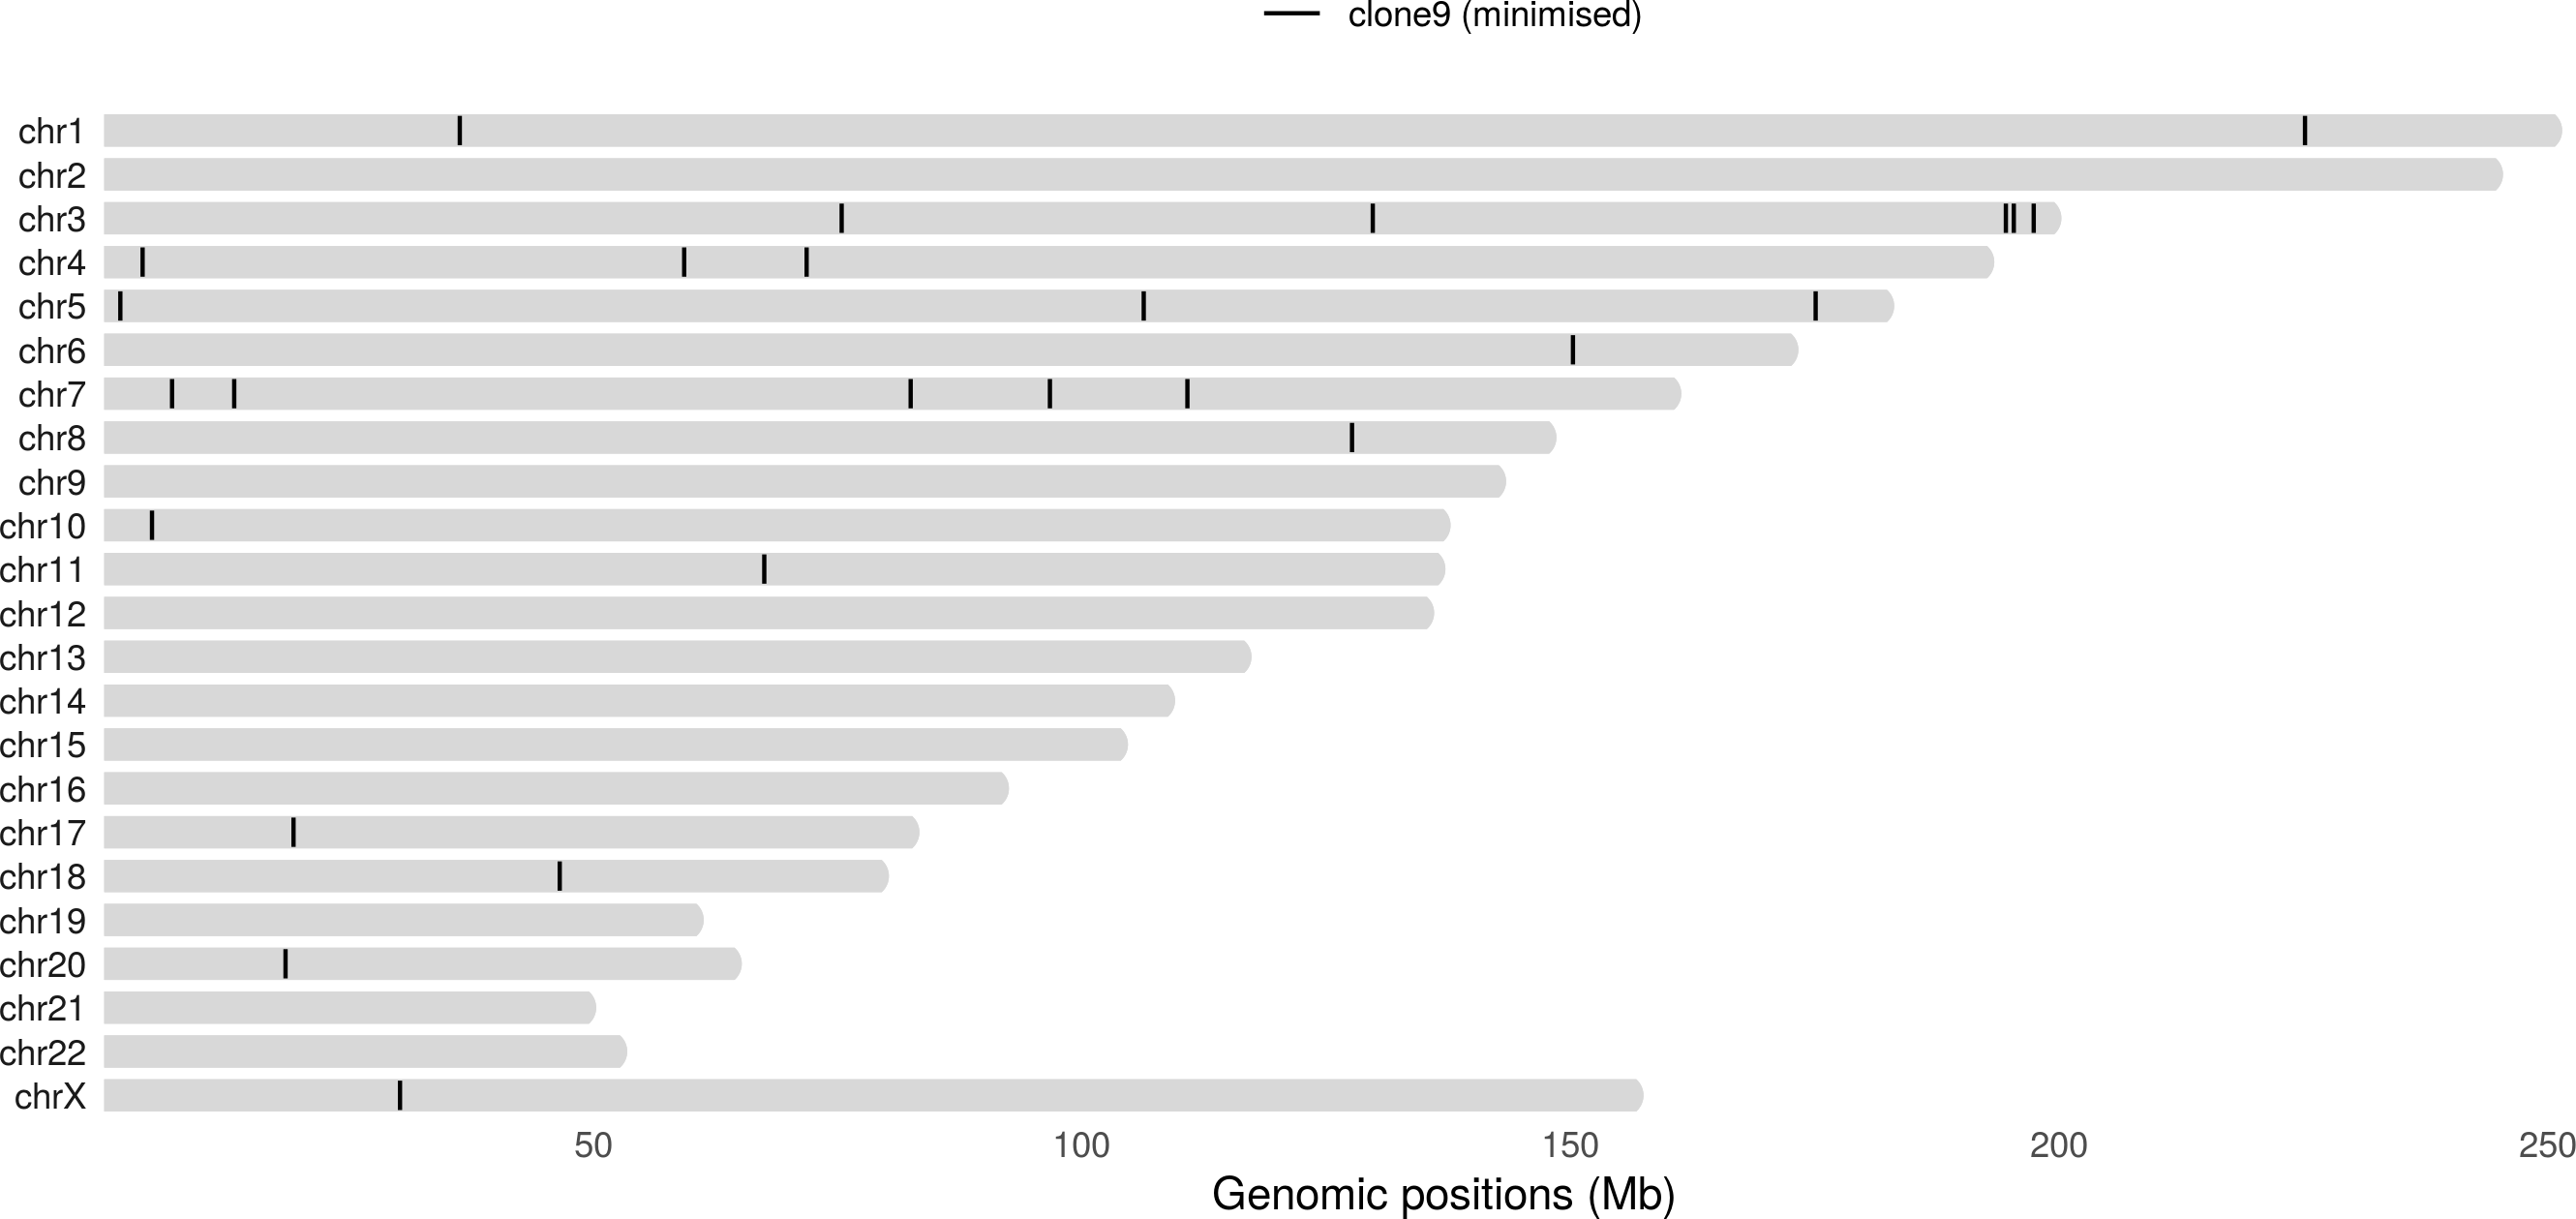 clone9 (minimised)
chr1
chr2
chr3
chr4
chr5
chr6
chr7
chr8
chr9
chr10
chr11
chr12
chr13
chr14
chr15
chr16
chr17
chr18
chr19
chr20
chr21
chr22
chrX
50 100 150 200 250
Genomic positions (Mb)